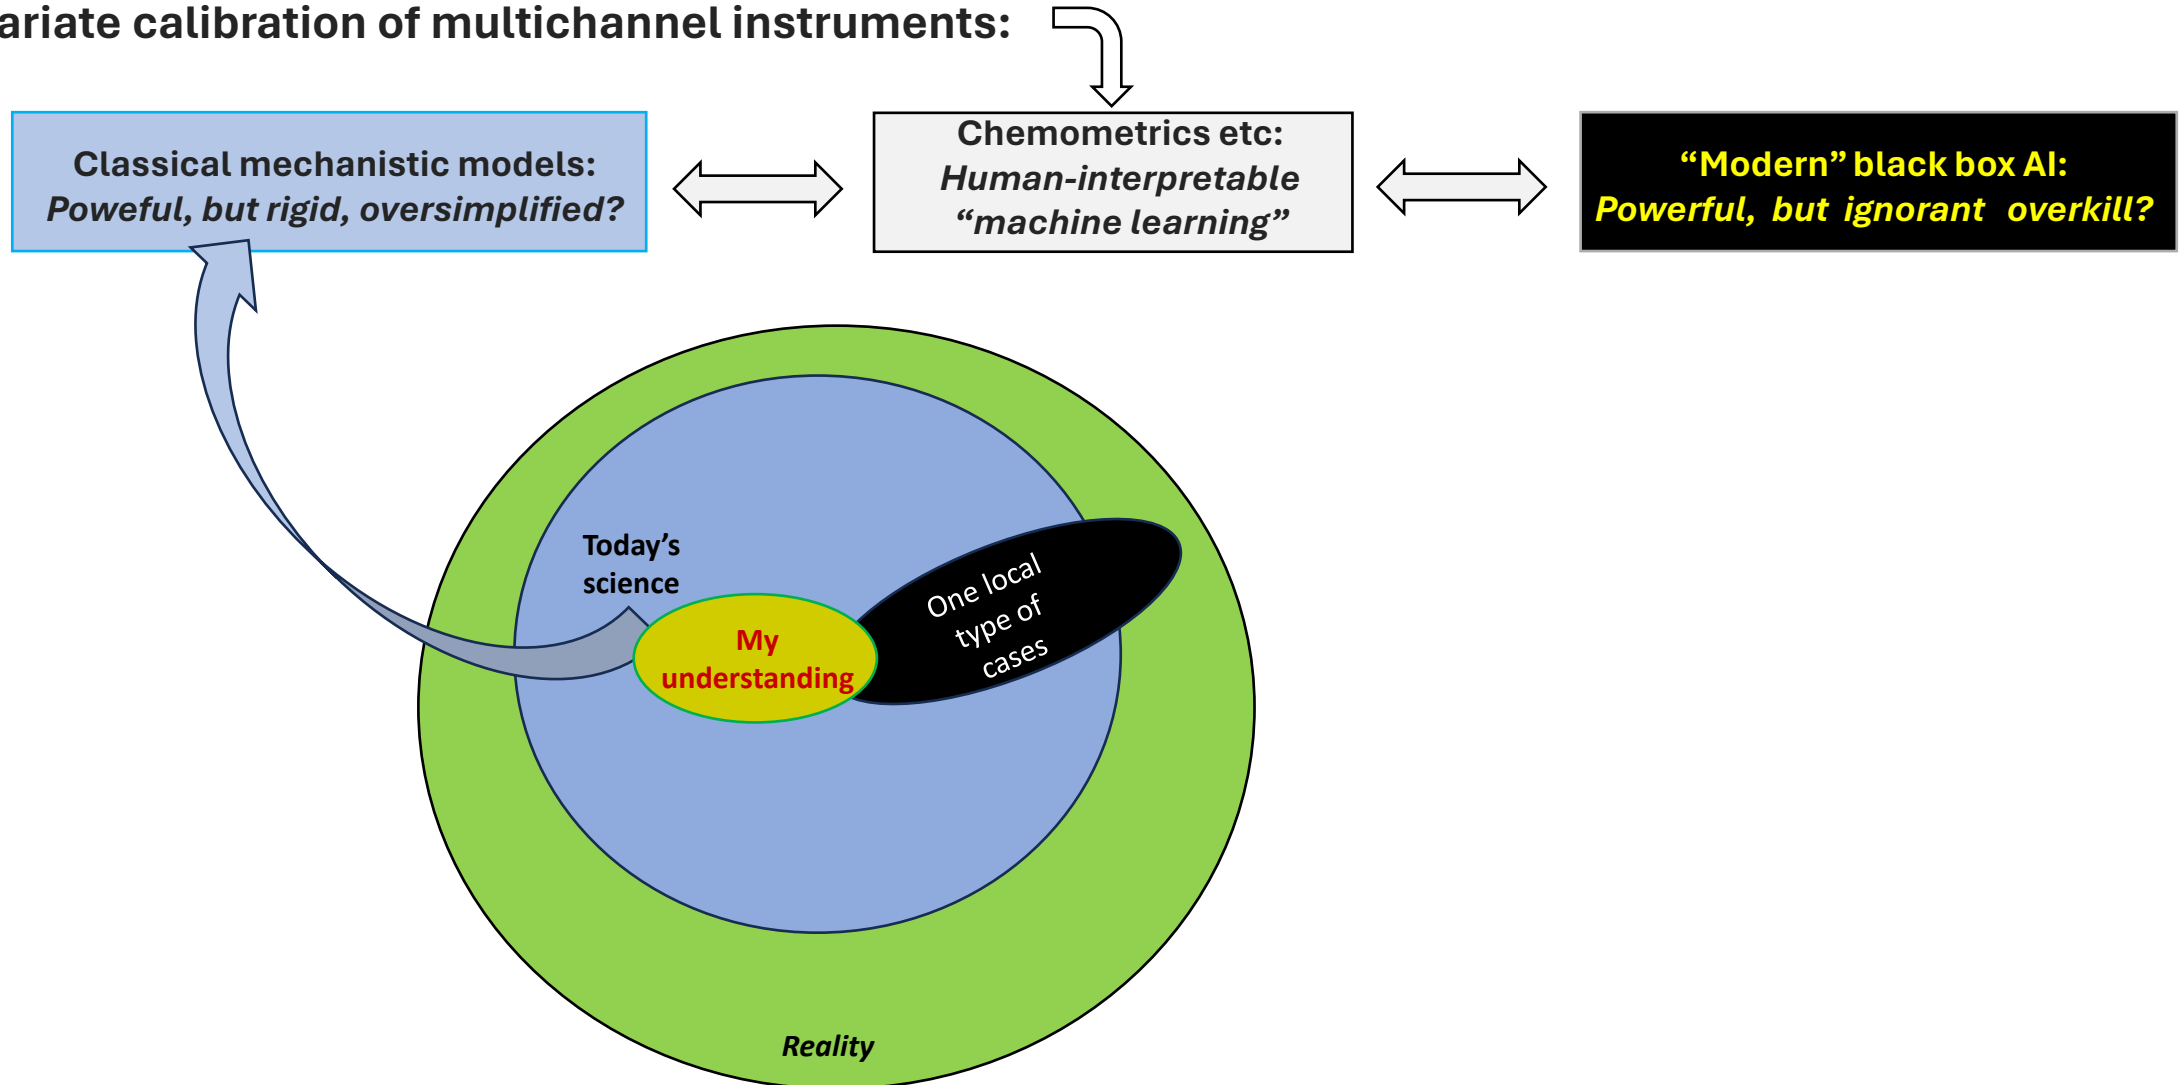 ariate calibration of multichannel instruments:
Classical mechanistic models:
Poweful, but rigid, oversimplified?
Chemometrics etc:
Human-interpretable
“machine learning”
“Modern” black box AI:
Powerful, but ignorant overkill?
Today’s
science
My
understanding
One local
type of
cases
Reality